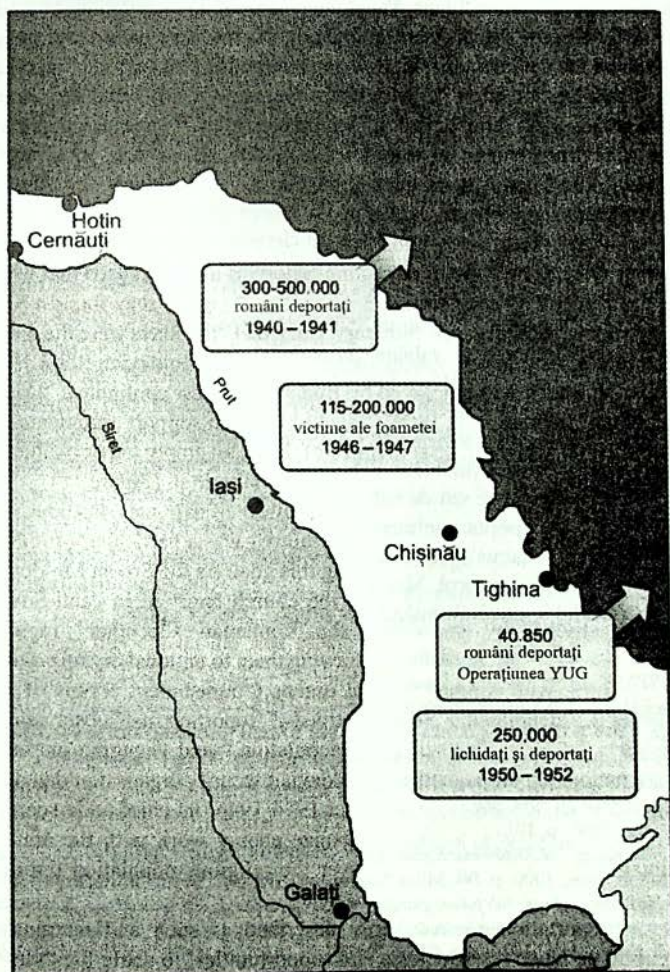 Hotin
Cernăuti
300-500.000
români deportați
1940–1941
Prut
115-200.000
victime ale foametei
1946–1947
Siret
Iași
Chișinău
Tighina
40.850
români deportați
Operațiunea YUG
250.000
lichidați și deportați
1950–1952
Galați